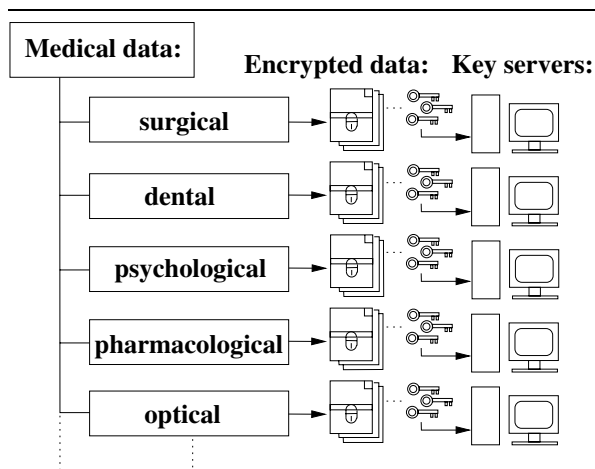 Medical data:
Encrypted data: Key servers:
surgical
dental
psychological
pharmacological
optical